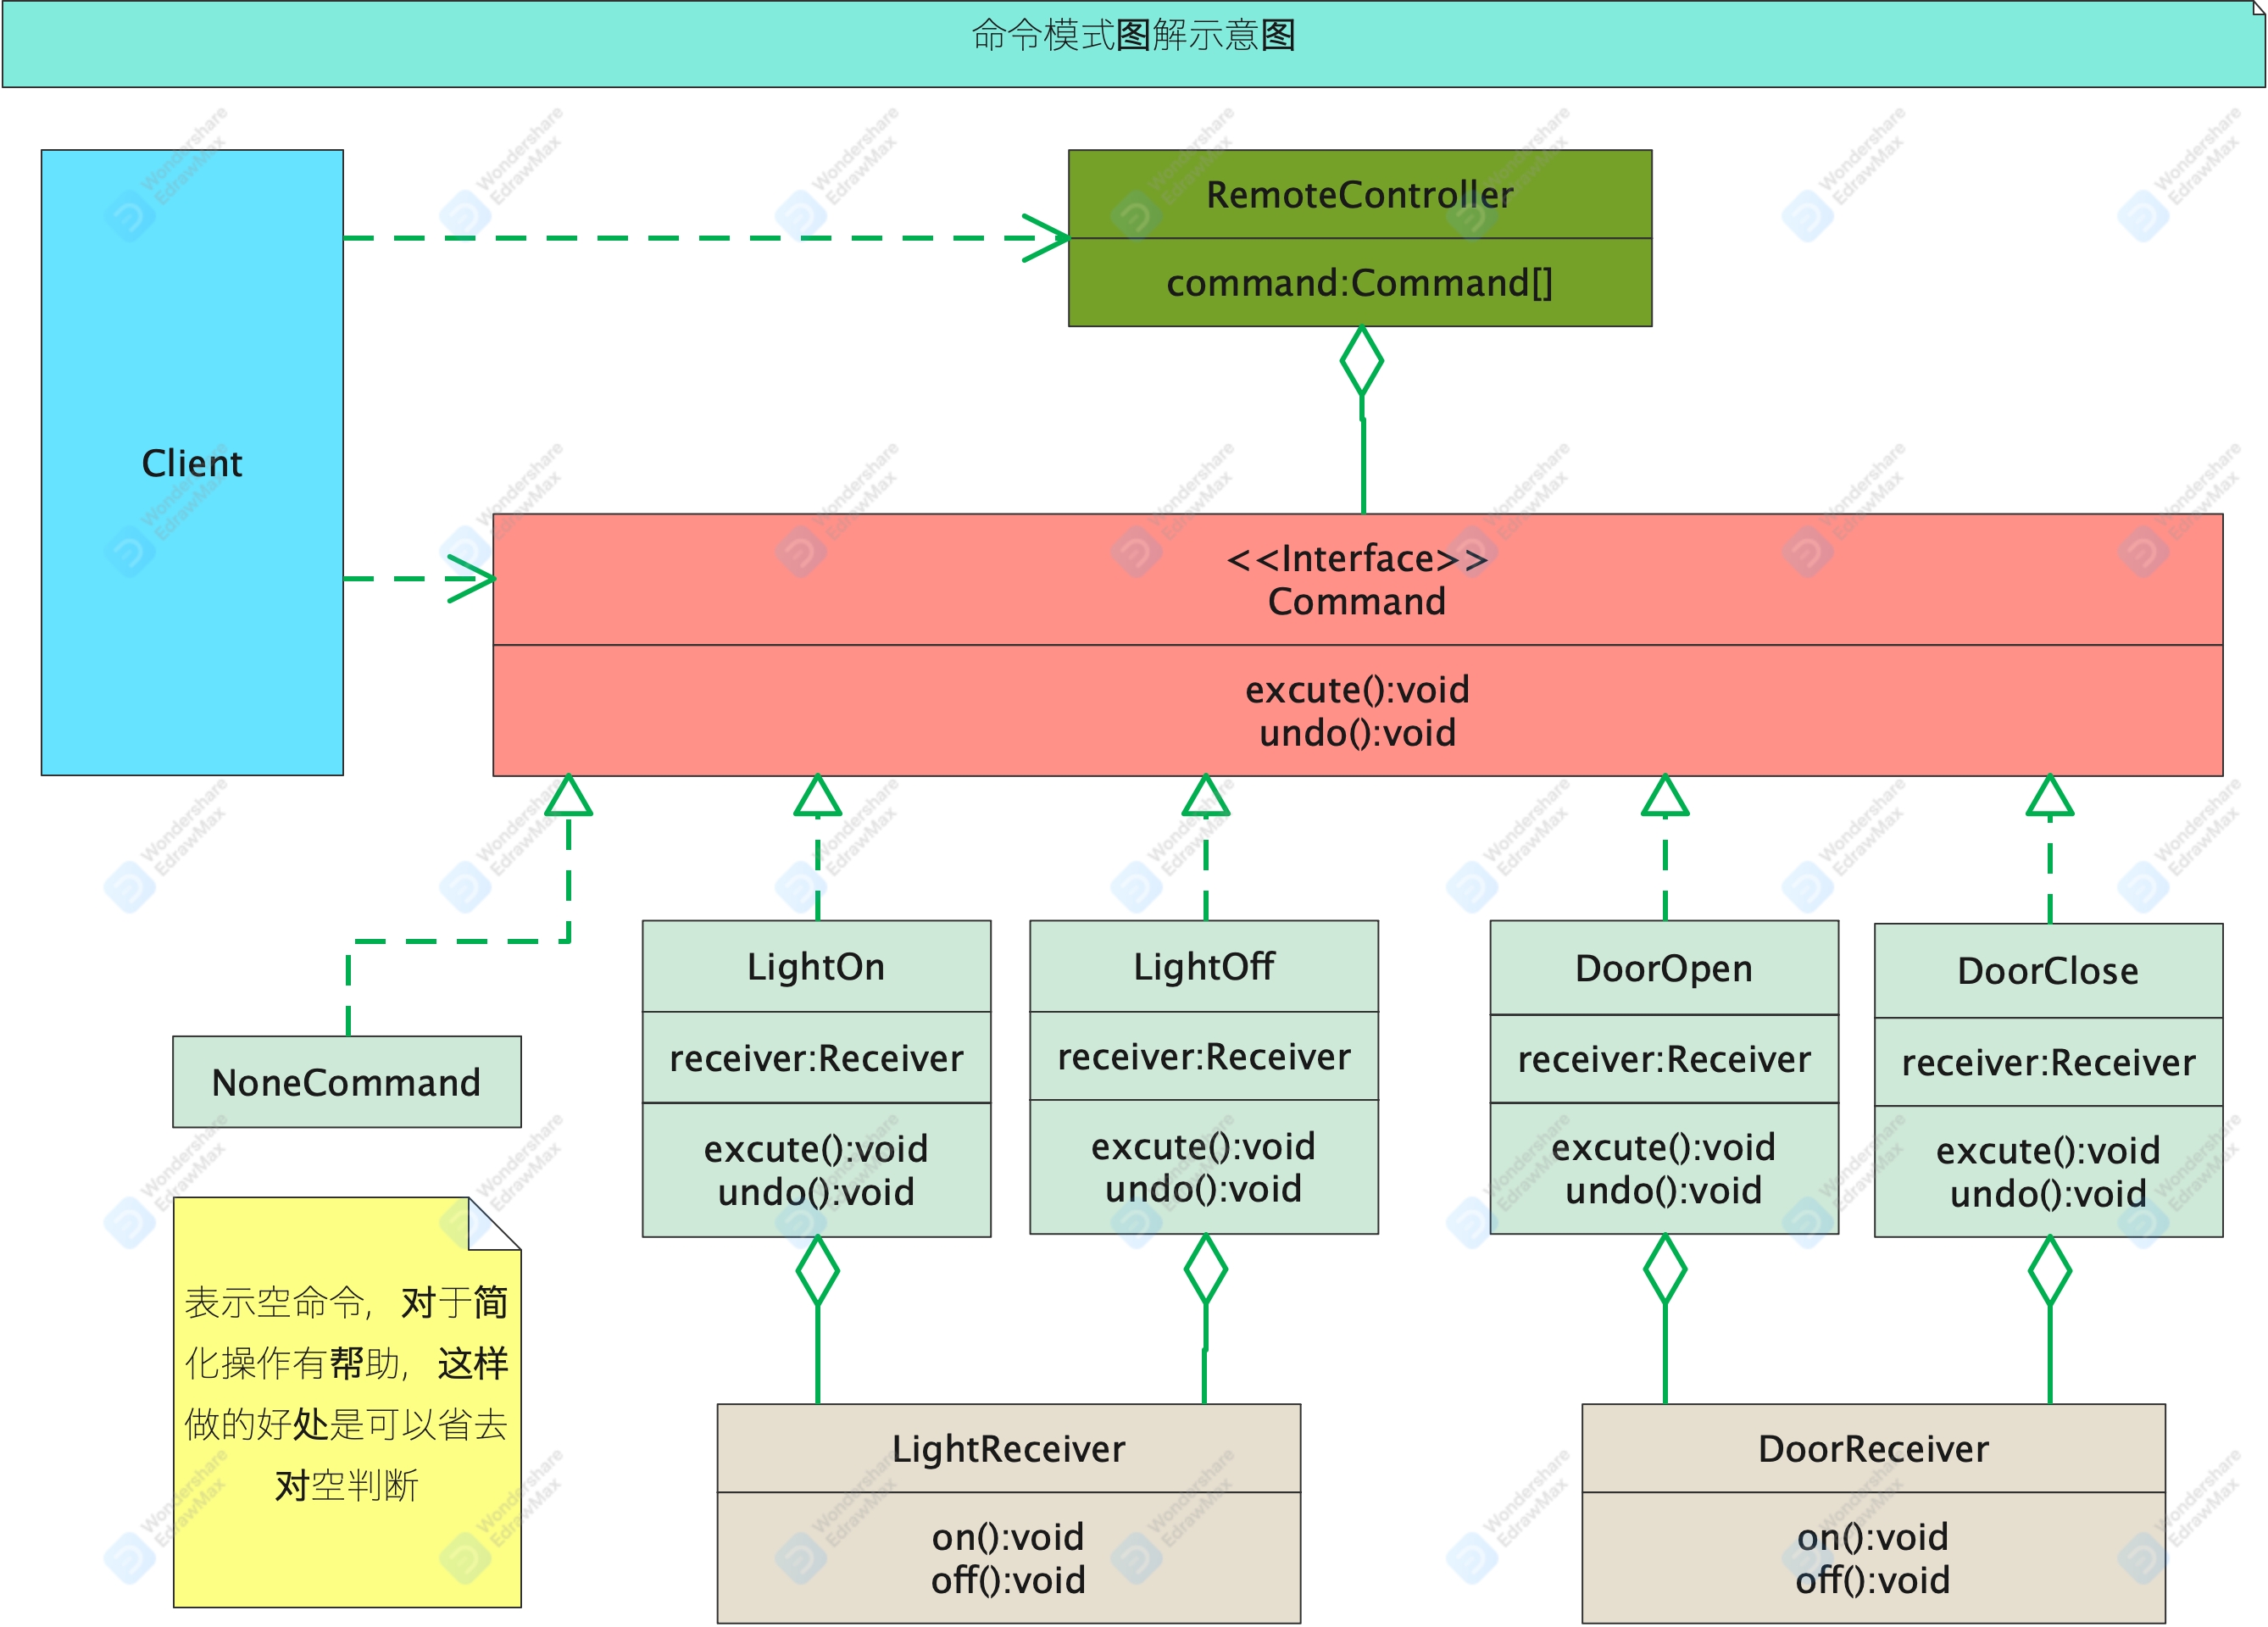 命令模式图解示意图
RemoteController
command:Command[]
Client
<<Interface>>
Command
excute():void
undo():void
LightOn
receiver:Receiver
excute():void
undo():void
LightOff
receiver:Receiver
excute():void
undo():void
DoorOpen
receiver:Receiver
excute():void
undo():void
DoorClose
receiver:Receiver
excute():void
undo():void
NoneCommand
表示空命令，对于简
化操作有帮助，这样
做的好处是可以省去
对空判断
LightReceiver
on():void
off():void
DoorReceiver
on():void
off():void
Wondershare
EdrawMax